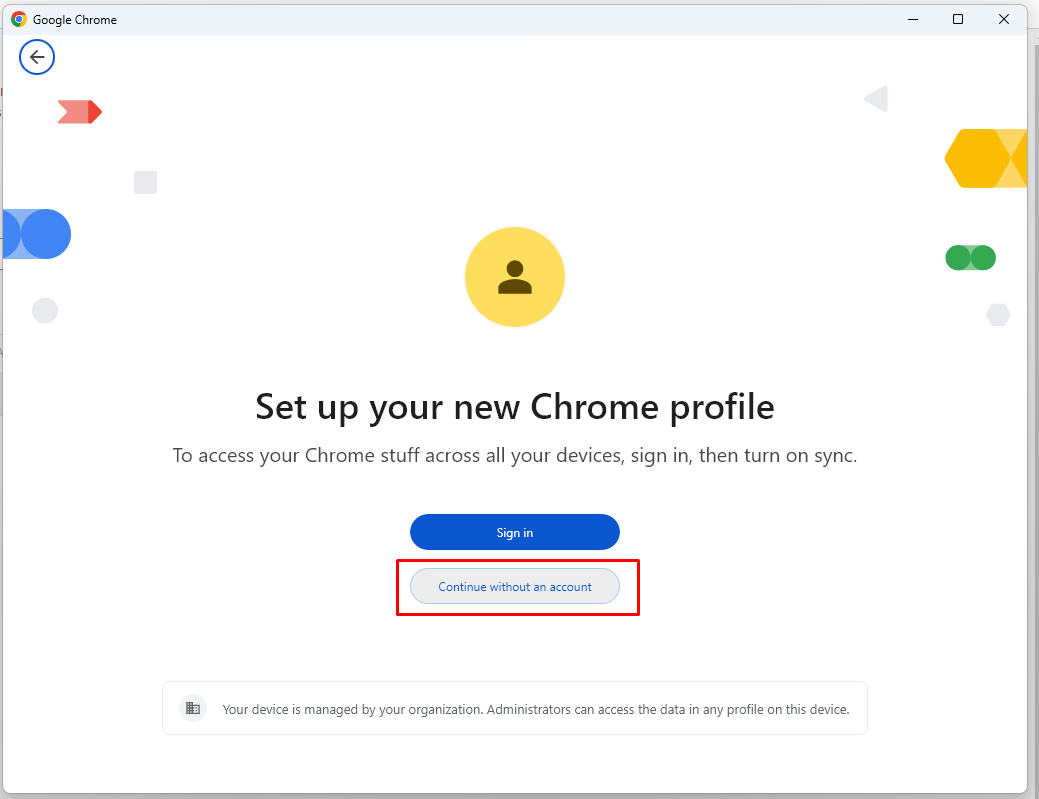 Google Chrome
Set up your new Chrome profile
To access your Chrome stuff across all your devices, sign in, then turn on sync.
Sign in
Continue without an account
Your device is managed by your organization. Administrators can access the data in any profile on this device.